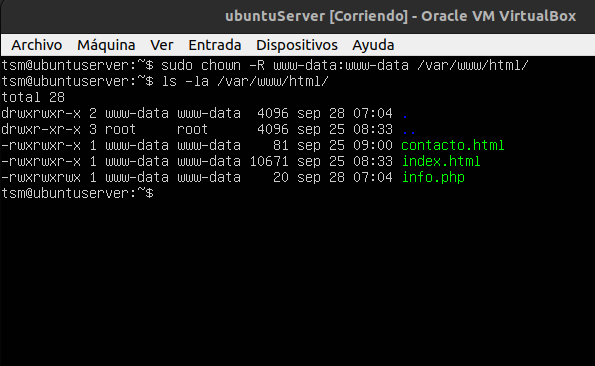 ubuntuServer [Corriendo] - Oracle VM VirtualBox
Archivo Máquina Ver Entrada Dispositivos Ayuda
tsm@ubuntuserver:~$ sudo chown -R www-data:www-data /var/www/html/
tsm@ubuntuserver:~$ ls -la /var/www/html/
total 28
drwxrwxr-x 2 www-data www-data  4096 sep 28 07:04 .
drwxr-xr-x 3 root     root      4096 sep 25 08:33 ..
-rwxrwxr-x 1 www-data www-data    81 sep 25 09:00 contacto.html
-rwxrwxr-x 1 www-data www-data 10671 sep 25 08:33 index.html
-rwxrwxrwx 1 www-data www-data    20 sep 28 07:04 info.php
tsm@ubuntuserver:~$